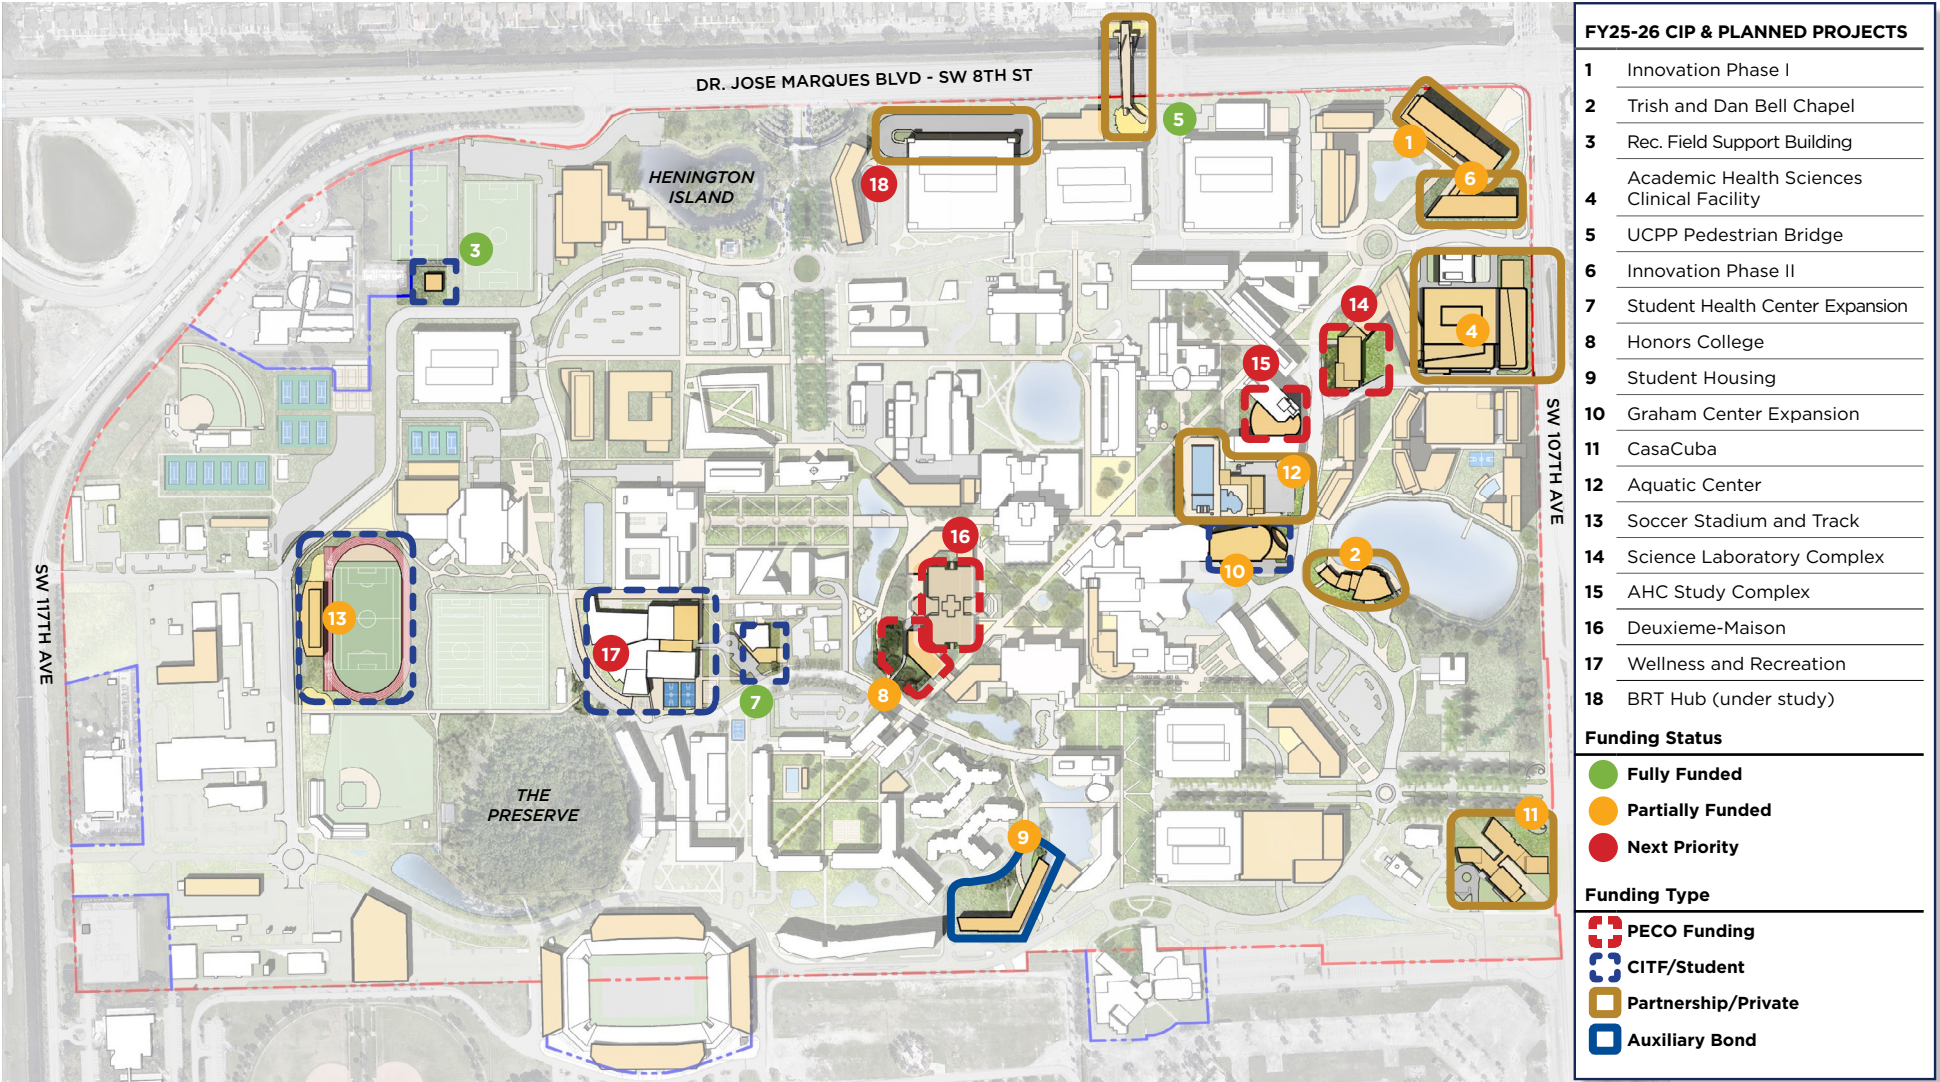 DR. JOSE MARQUES BLVD - SW 8TH ST
5
1
HENINGTON
ISLAND
18
6
3
14
4
15
SW 107TH AVE
12
16
2
10
SW 117TH AVE
13
17
8
7
THE
PRESERVE
9
11
FY25-26 CIP & PLANNED PROJECTS
1 Innovation Phase I
2 Trish and Dan Bell Chapel
3 Rec. Field Support Building
4 Academic Health Sciences
Clinical Facility
5 UCPP Pedestrian Bridge
6 Innovation Phase II
7 Student Health Center Expansion
8 Honors College
9 Student Housing
10 Graham Center Expansion
11 CasaCuba
12 Aquatic Center
13 Soccer Stadium and Track
14 Science Laboratory Complex
15 AHC Study Complex
16 Deuxieme-Maison
17 Wellness and Recreation
18 BRT Hub (under study)
Funding Status
Fully Funded
Partially Funded
Next Priority
Funding Type
PECO Funding
CITF/Student
Partnership/Private
Auxiliary Bond